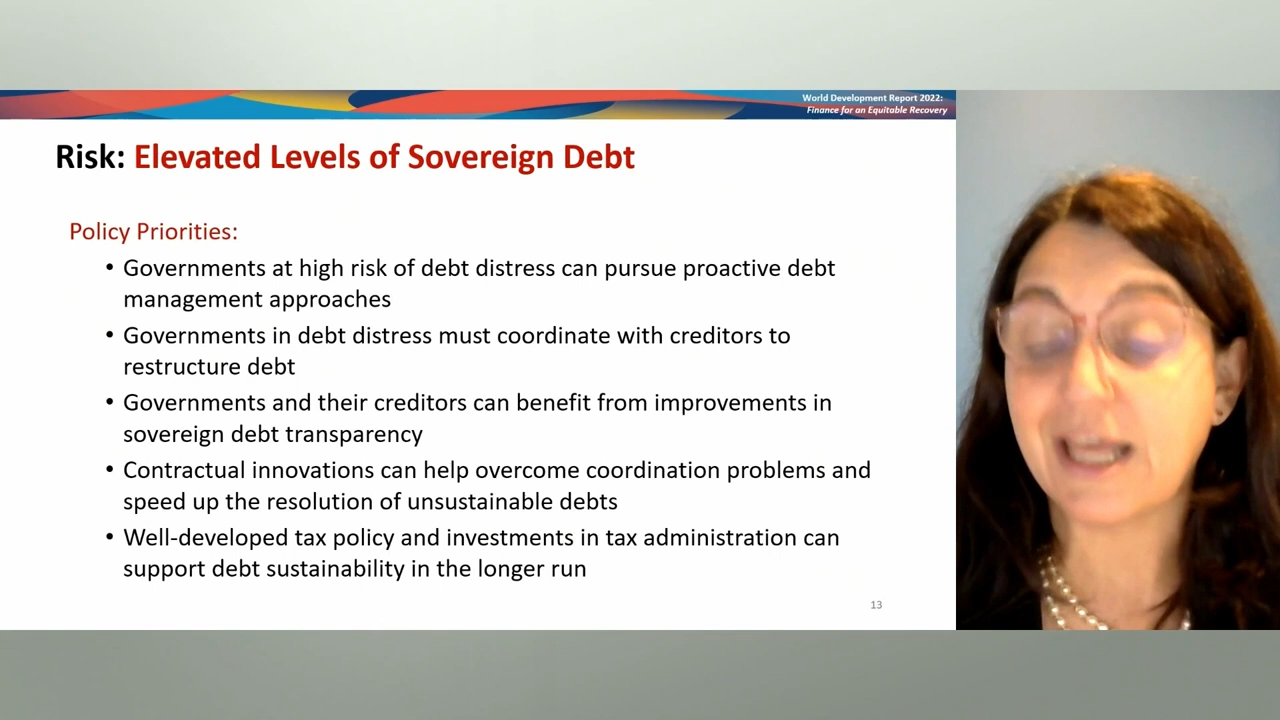 World Development Report 2022:
Finance for an Equitable Recovery
Risk: Elevated Levels of Sovereign Debt
Policy Priorities:
• Governments at high risk of debt distress can pursue proactive debt
management approaches
• Governments in debt distress must coordinate with creditors to
restructure debt
• Governments and their creditors can benefit from improvements in
sovereign debt transparency
• Contractual innovations can help overcome coordination problems and
speed up the resolution of unsustainable debts
• Well-developed tax policy and investments in tax administration can
support debt sustainability in the longer run
13